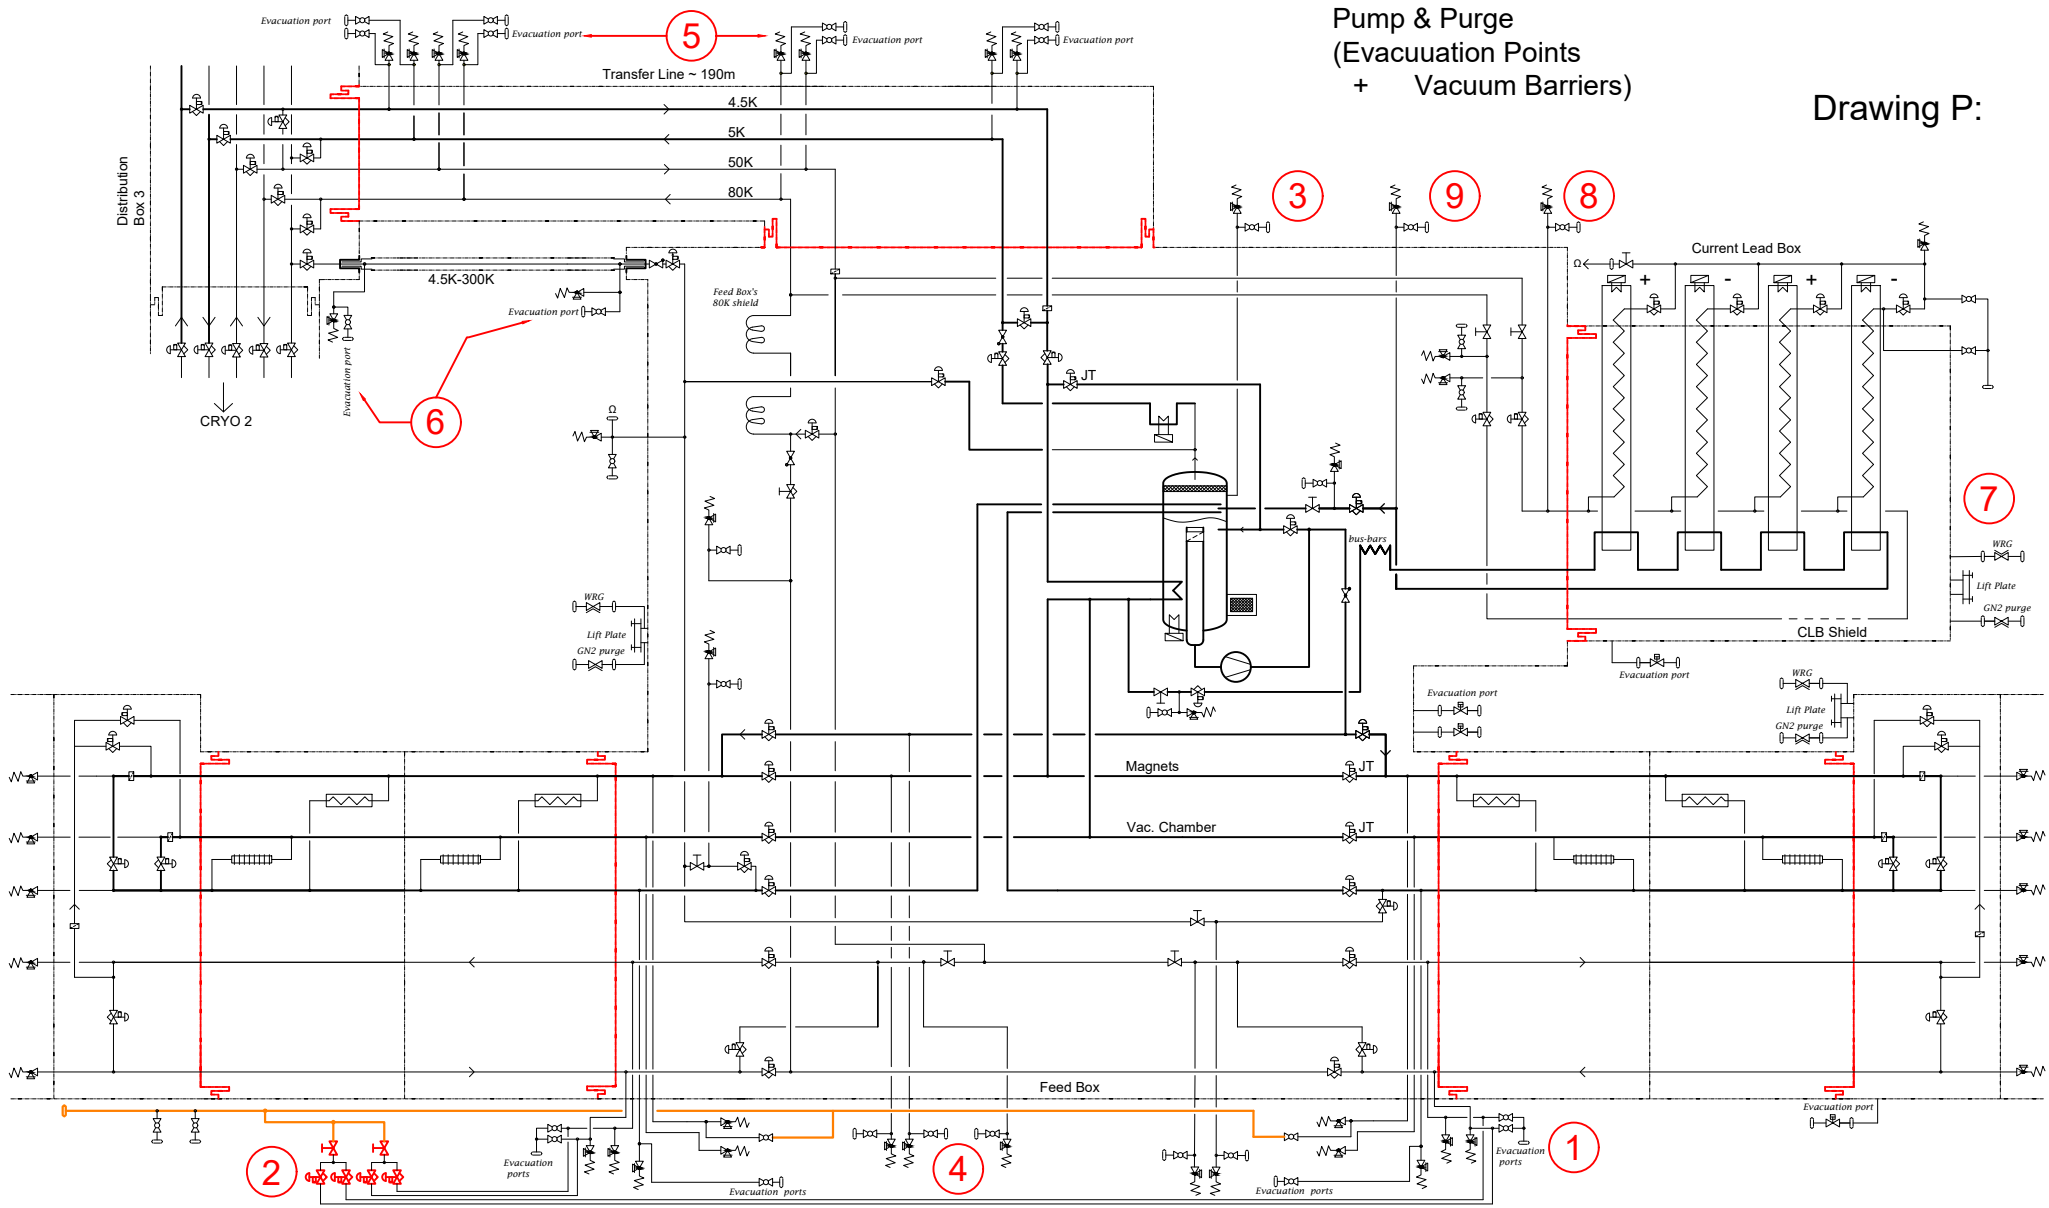 Pump & Purge
(Evacuuation Points
+ Vacuum Barriers)
Drawing P:
Evacuation port
Evacuation port
5
Evacuation port
Evacuation port
Transfer Line ~ 190m
4.5K
5K
50K
80K
Distribution
Box 3
3
9
8
Current Lead Box
Ω
+
-
+
-
4.5K-300K
Feed Box's
80K shield
Evacuation port
Evacuation port
6
CRYO 2
JT
Ω
7
bus-bars
WRG
Lift Plate
GN2 purge
WRG
Lift Plate
GN2 purge
CLB Shield
Evacuation port
Evacuation port
WRG
Lift Plate
GN2 purge
Magnets
JT
Vac. Chamber
JT
Feed Box
Evacuation port
2
Evacuation
ports
Evacuation ports
4
Evacuation ports
Evacuation
ports
1